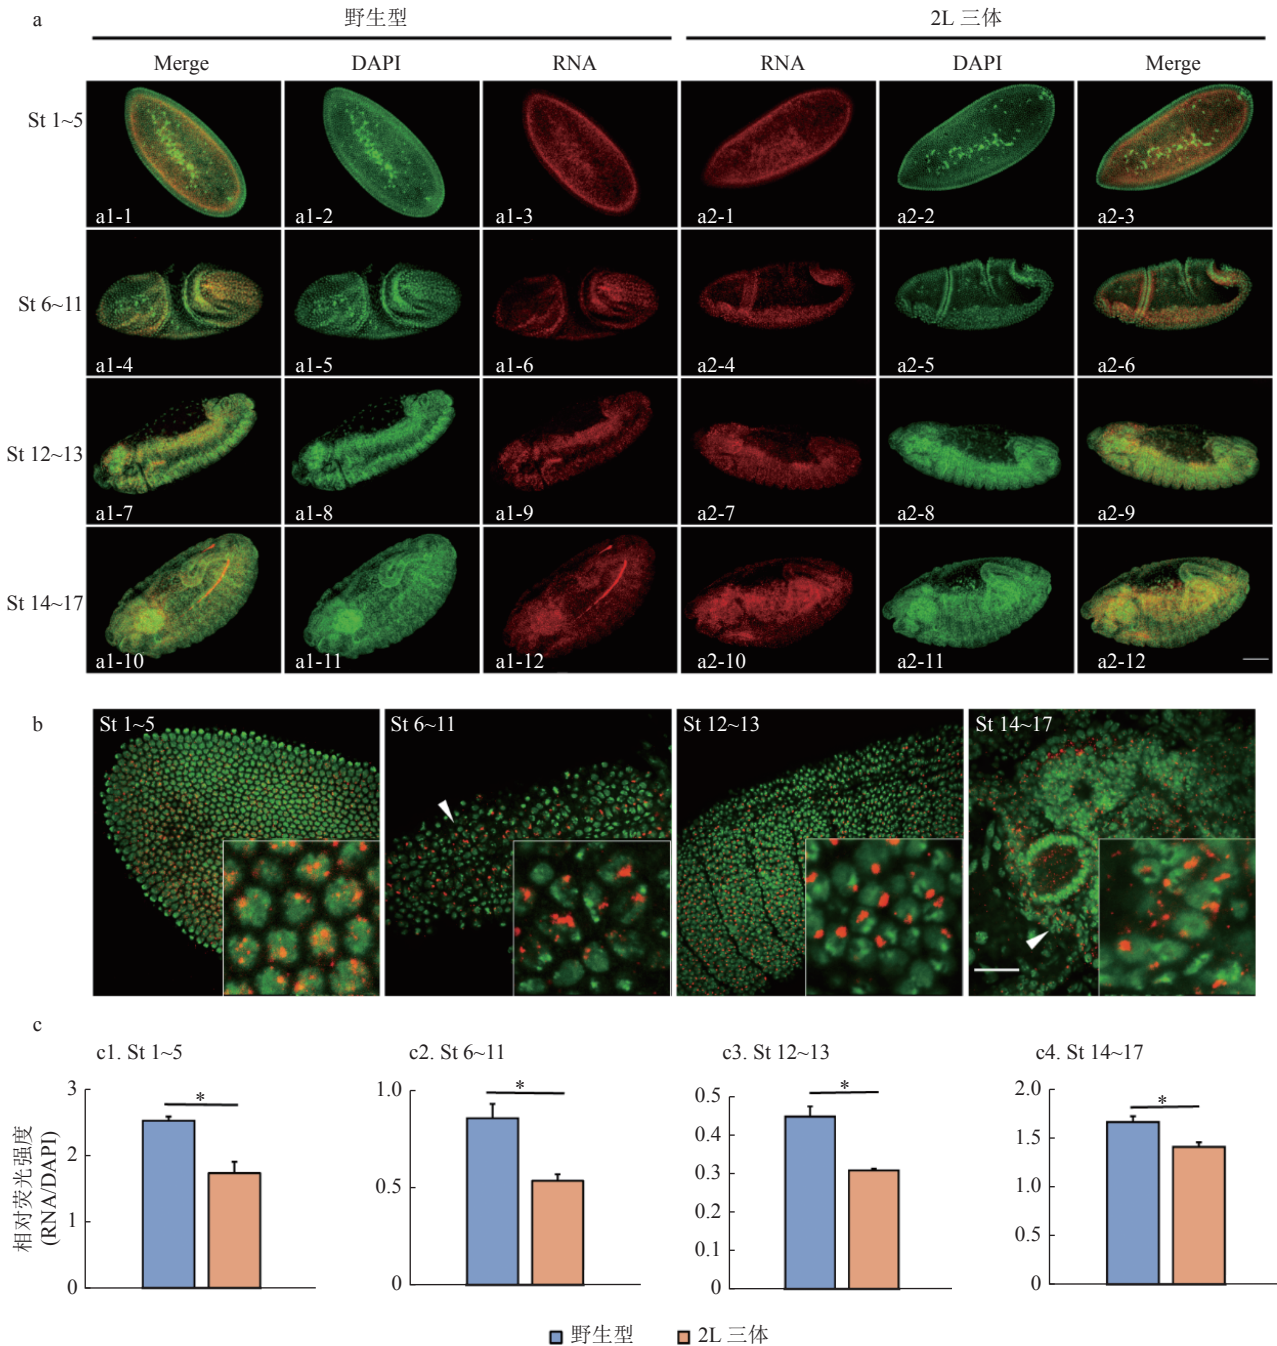 a
野生型 2L 三体
Merge DAPI RNA RNA DAPI Merge
St 1~5
a1-1 a1-2 a1-3 a2-1 a2-2 a2-3
St 6~11
a1-4 a1-5 a1-6 a2-4 a2-5 a2-6
St 12~13
a1-7 a1-8 a1-9 a2-7 a2-8 a2-9
St 14~17
a1-10 a1-11 a1-12 a2-10 a2-11 a2-12
b
St 1~5 St 6~11 St 12~13 St 14~17
c
c1. St 1~5 c2. St 6~11 c3. St 12~13 c4. St 14~17
相对荧光强度
(RNA/DAPI)
3
2
1
0
*
1.0
0.5
0
*
0.5
0.4
0.3
0.2
0.1
0
*
2.0
1.5
1.0
0.5
0
*
野生型 2L 三体